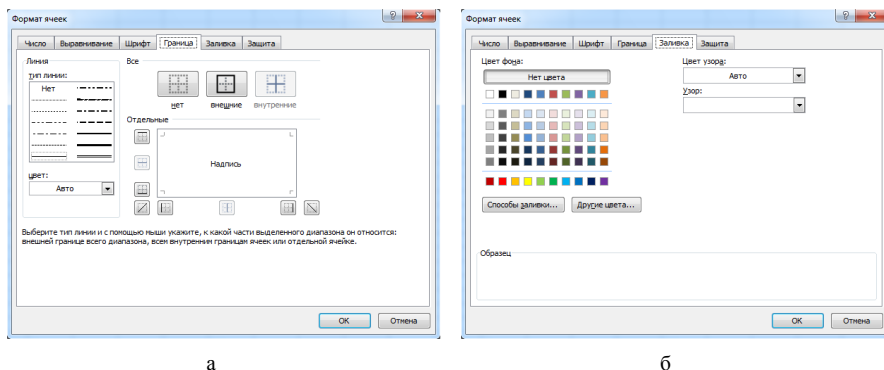 Формат ячеек
Число Выравнивание Шрифт Граница Заливка Защита
Линия
тип линии:
Нет
цвет:
Авто
Все
нет внешние внутренние
Отдельные
Надпись
Выберите тип линии и с помощью мыши укажите, к какой части выделенного диапазона он относится:
внешней границе всего диапазона, всем внутренним границам ячеек или отдельной ячейке.
ОК Отмена
а
Формат ячеек
Число Выравнивание Шрифт Граница Заливка Защита
Цвет фона:
Нет цвета
Способы заливки... Другие цвета...
Цвет узора:
Авто
Узор:
Образец
ОК Отмена
б